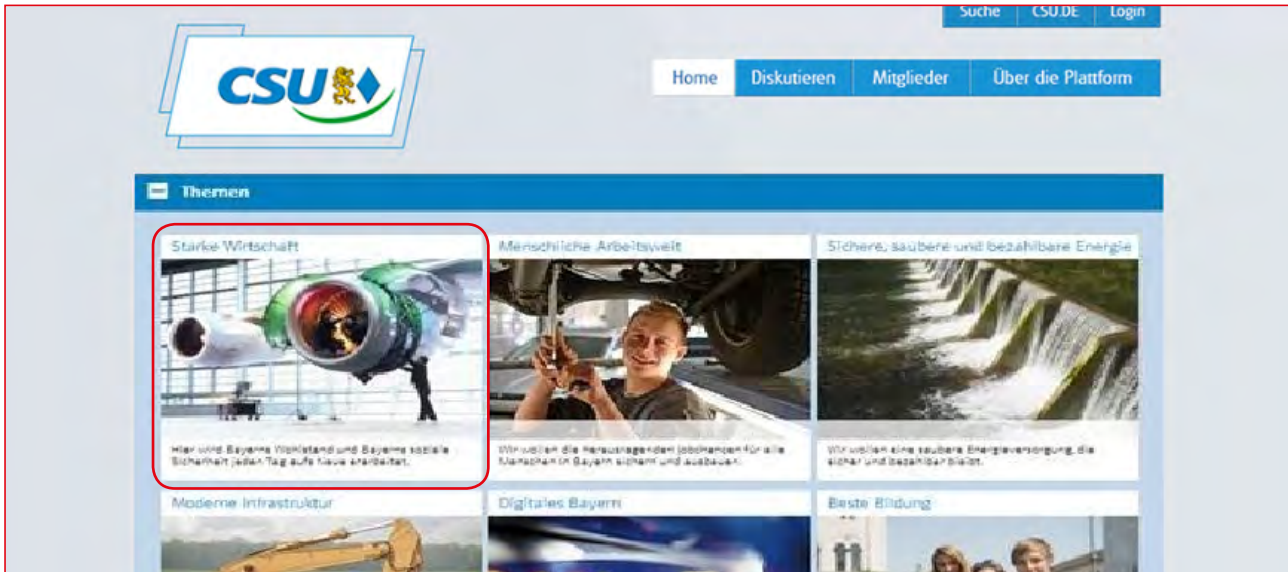 Suche CSU.DE Login
CSU
Home Diskutieren Mitglieder Über die Plattform
Themen
Starke Wirtschaft
Menschliche Arbeitswelt
Sichere, saubere und bezahlbare Energie
Hier wird Bayerns Wohlstand und Bayerns soziale
Sicherheit jeden Tag aufs Neue erarbeitet.
Wir wollen die herausragenden Jobchancen für alle
Menschen in Bayern sichern und ausbauen.
Wir wollen eine saubere Energieversorgung, die
sicher und bezahlbar bleibt.
Moderne Infrastruktur
Digitales Bayern
Beste Bildung